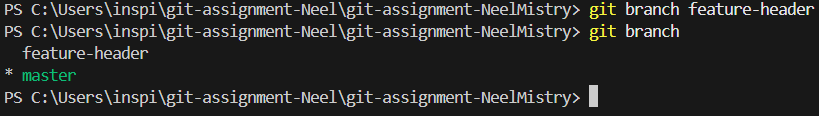 PS C:\Users\inspi\git-assignment-Neel\git-assignment-NeelMistry> git branch feature-header
PS C:\Users\inspi\git-assignment-Neel\git-assignment-NeelMistry> git branch
  feature-header
* master
PS C:\Users\inspi\git-assignment-Neel\git-assignment-NeelMistry>